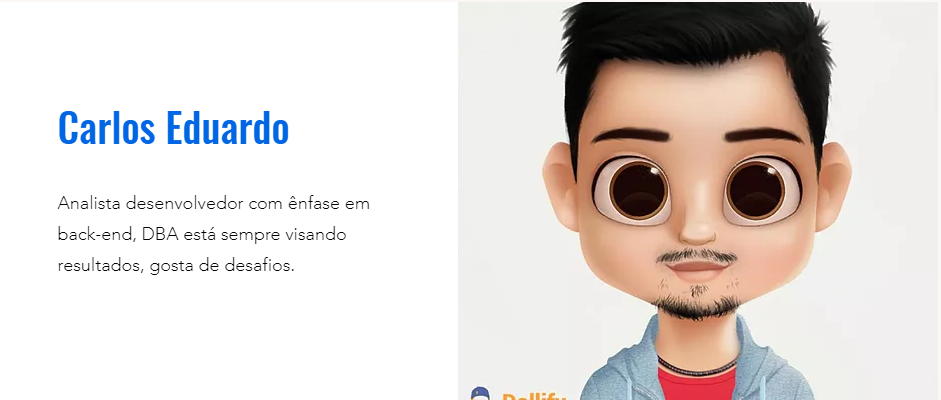 Carlos Eduardo
Analista desenvolvedor com ênfase em
back-end, DBA está sempre visando
resultados, gosta de desafios.
Dollify